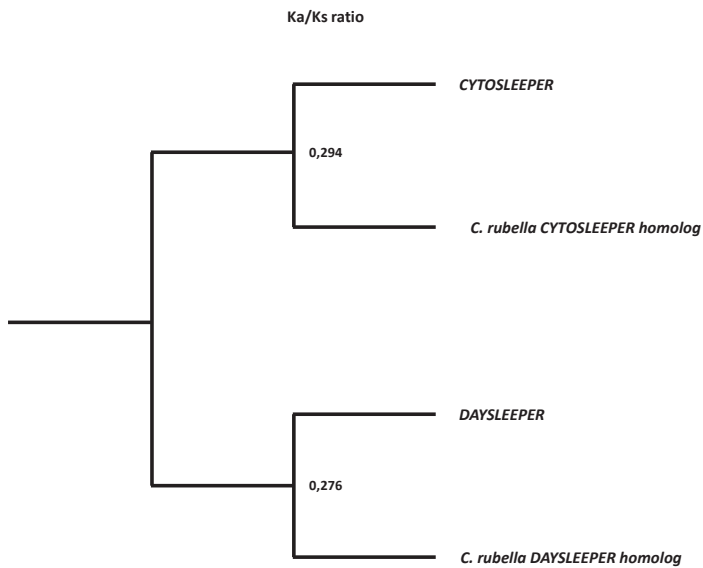 Ka/Ks ratio
CYTOSLEEPER
0,294
C. rubella CYTOSLEEPER homolog
DAYSLEEPER
0,276
C. rubella DAYSLEEPER homolog